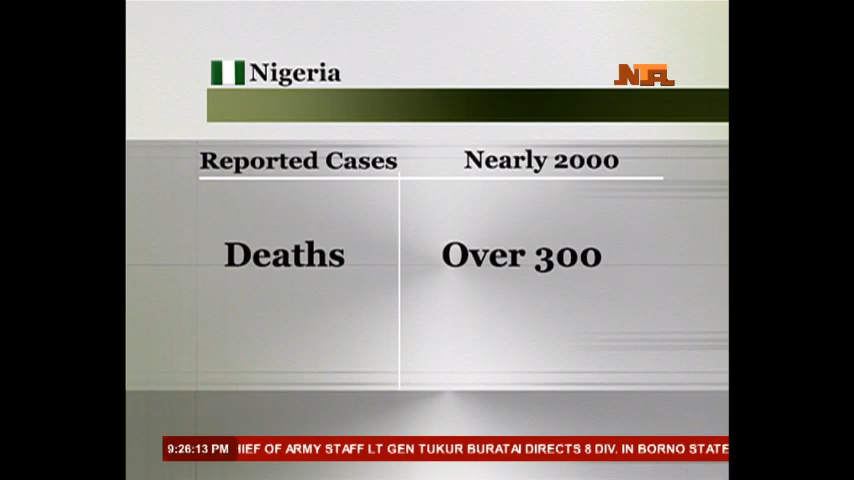 Nigeria
NTA
Reported Cases Nearly 2000
Deaths Over 300
9:26:13 PM HIEF OF ARMY STAFF LT GEN TUKUR BURATAI DIRECTS 8 DIV. IN BORNO STATE